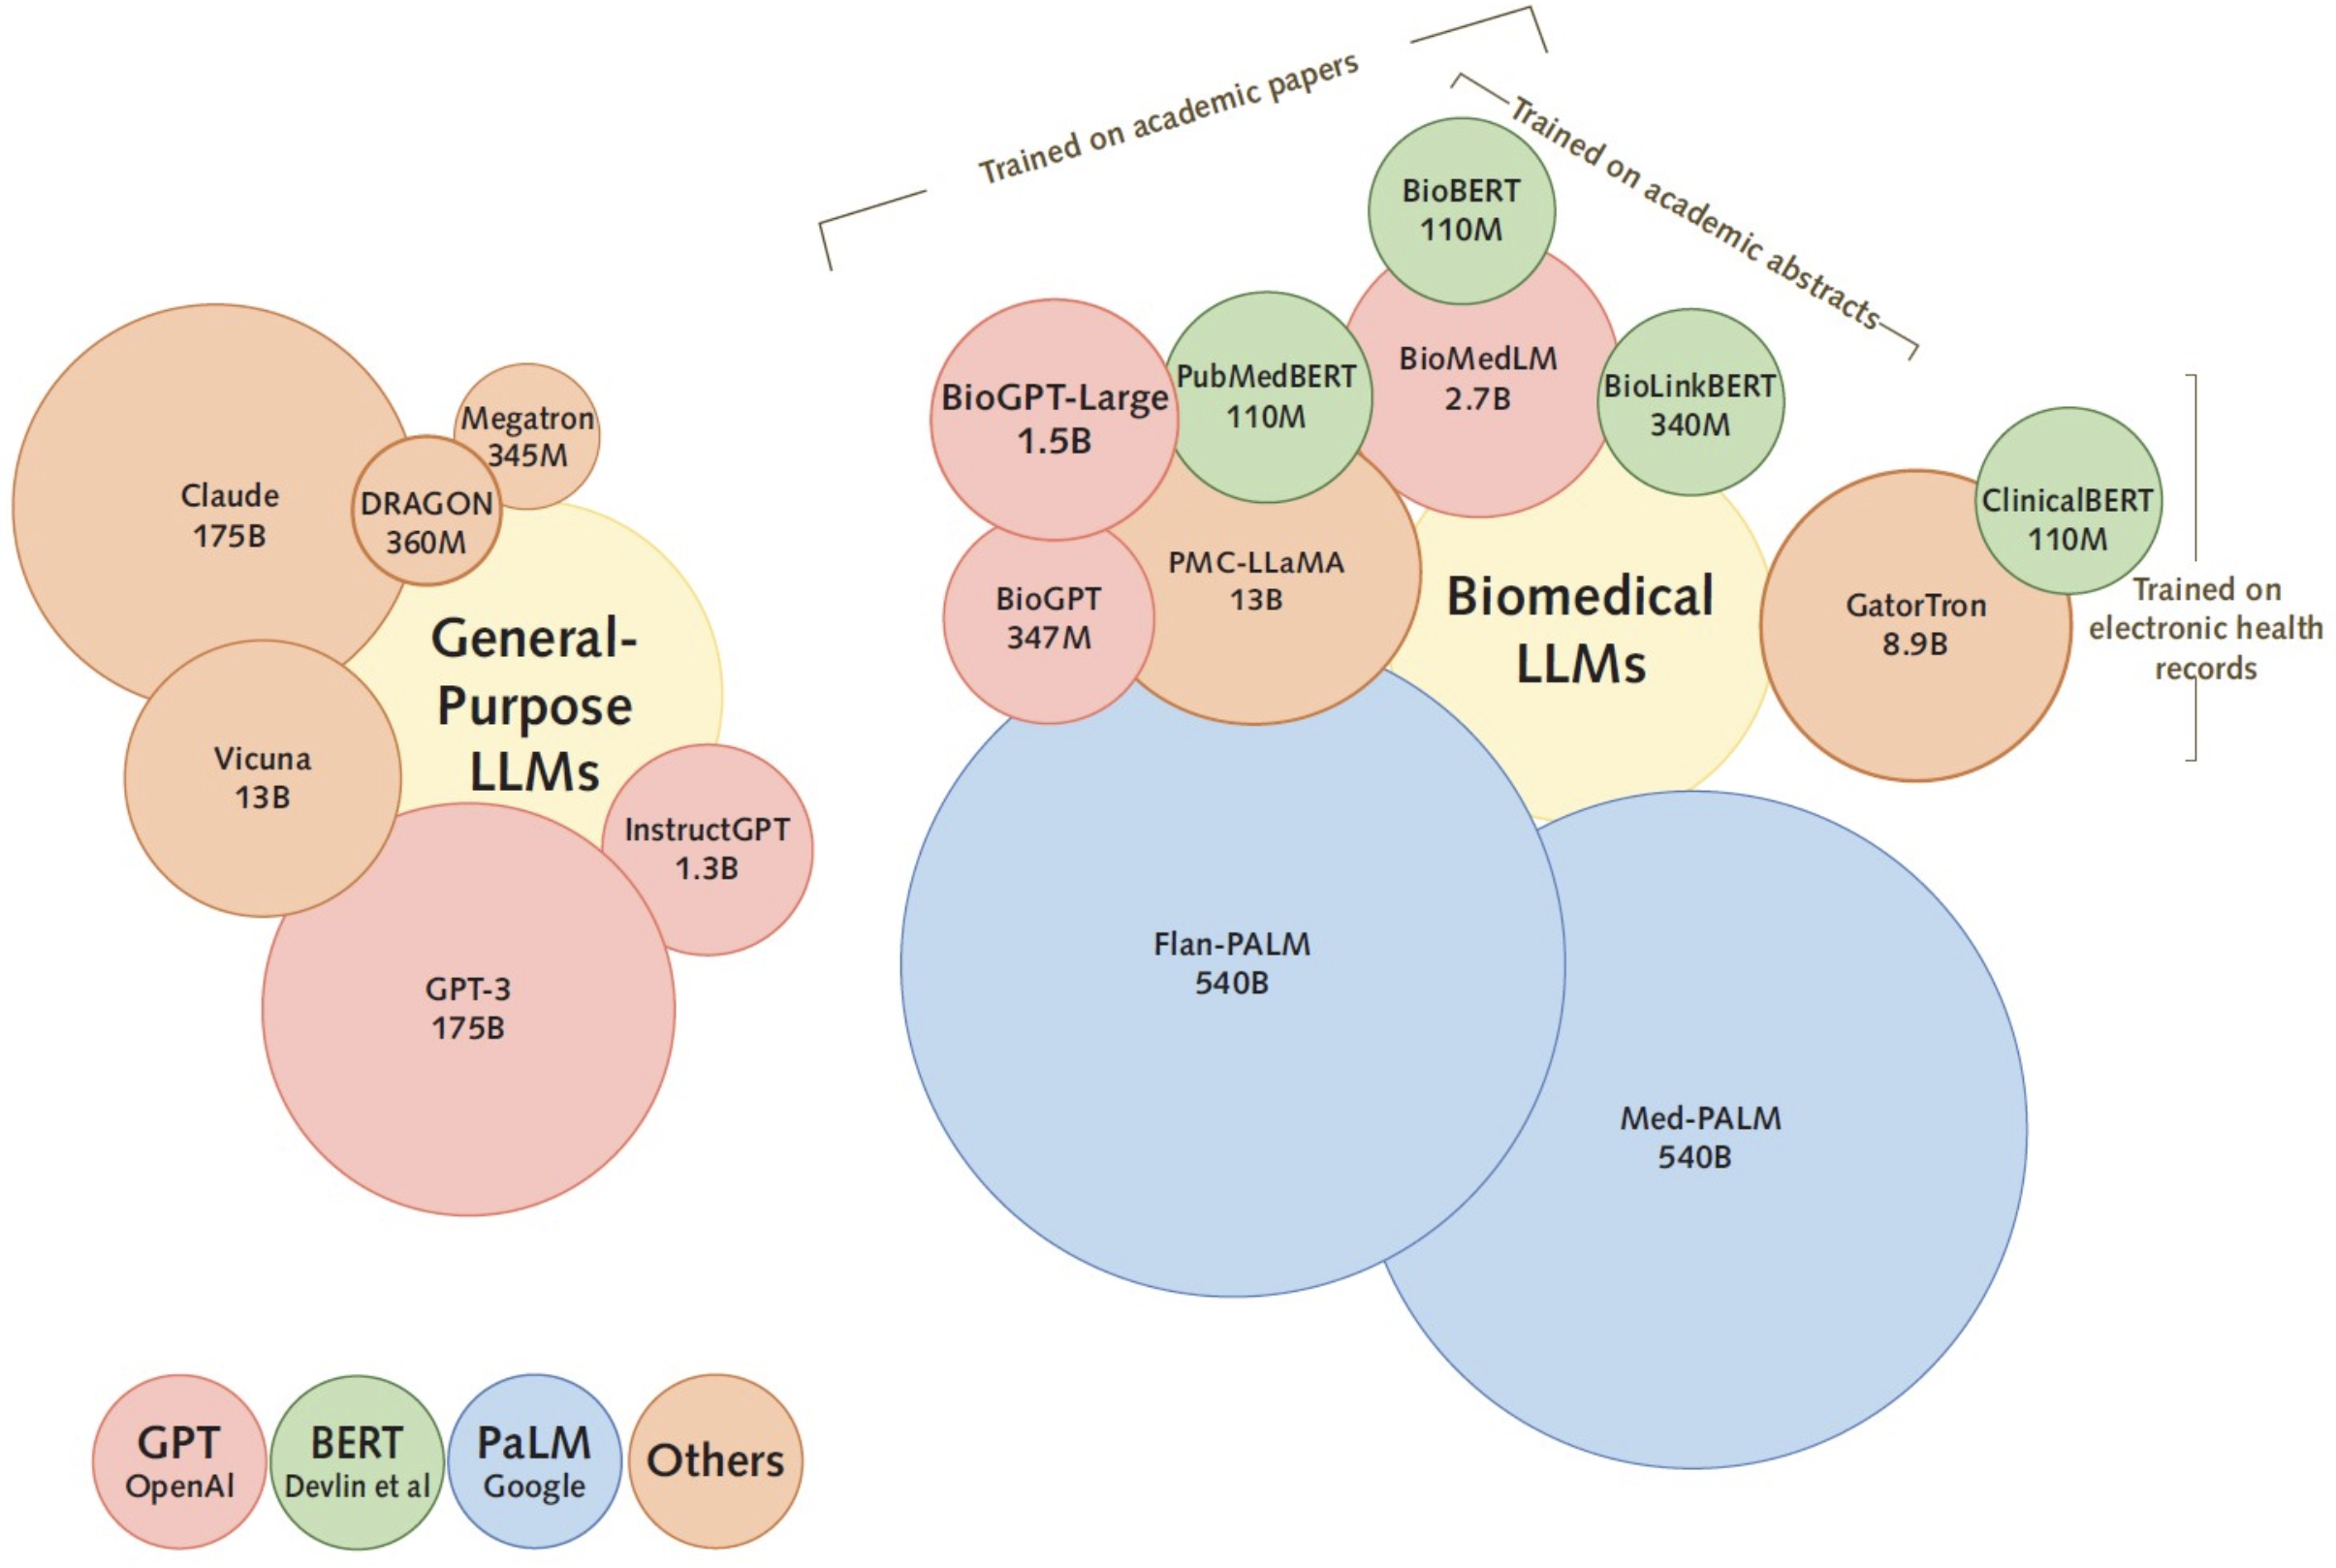 Trained on academic papers
Trained on academic abstracts
BioBERT
110M
BioMedLM
2.7B
PubMedBERT
110M
BioGPT-Large
1.5B
BioLinkBERT
340M
Megatron
345M
Claude
175B
DRAGON
360M
ClinicalBERT
110M
PMC-LLaMA
13B
BioGPT
347M
Biomedical
LLMs
GatorTron
8.9B
Trained on
electronic health
records
General-
Purpose
LLMs
Vicuna
13B
InstructGPT
1.3B
GPT-3
175B
Flan-PALM
540B
Med-PALM
540B
GPT
OpenAI
BERT
Devlin et al
PaLM
Google
Others